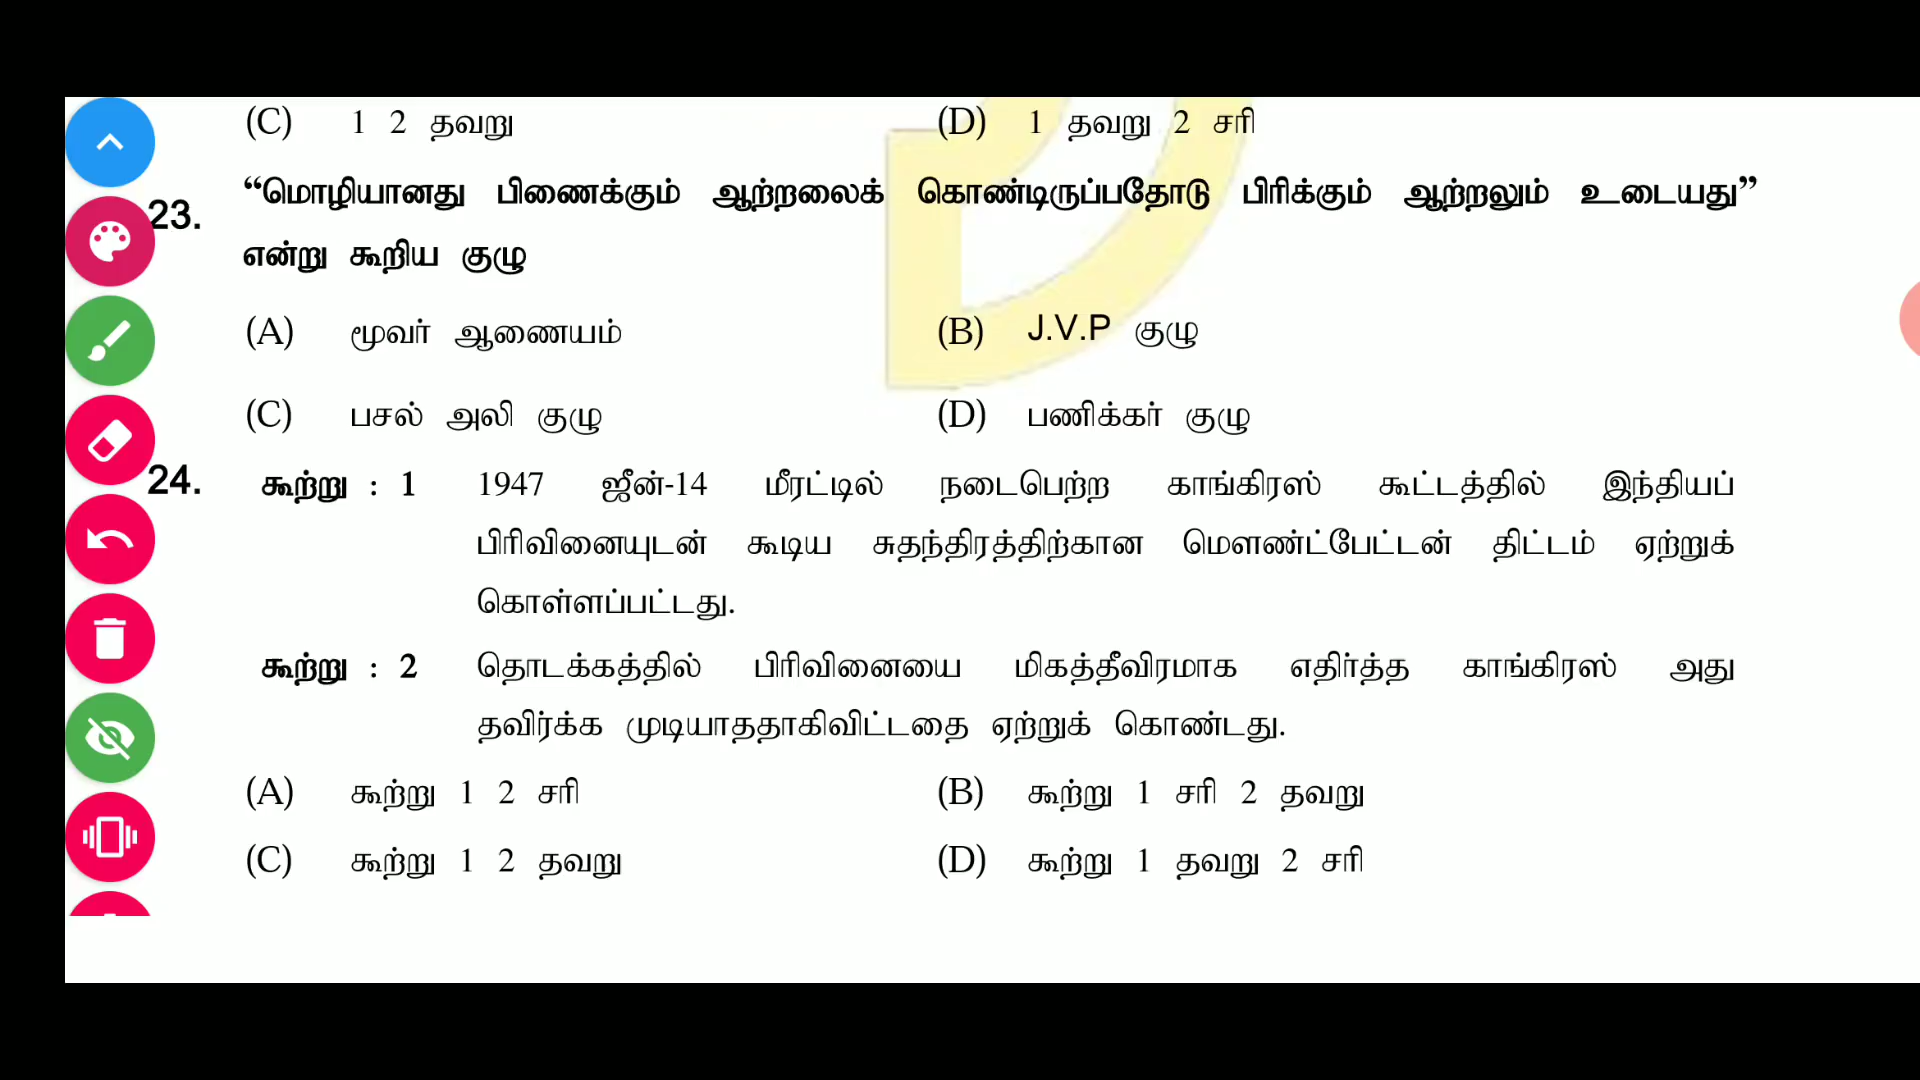 (C) 1 2 தவறு (D) 1 தவறு 2 சரி
23. “மொழியானது பிணைக்கும் ஆற்றலைக் கொண்டிருப்பதோடு பிரிக்கும் ஆற்றலும் உடையது”
என்று கூறிய குழு
(A) மூவர் ஆணையம் (B) J.V.P குழு
(C) பசல் அலி குழு (D) பணிக்கர் குழு
24. கூற்று : 1 1947 ஜீன்-14 மீரட்டில் நடைபெற்ற காங்கிரஸ் கூட்டத்தில் இந்தியப்
பிரிவினையுடன் கூடிய சுதந்திரத்திற்கான மௌண்ட்பேட்டன் திட்டம் ஏற்றுக்
கொள்ளப்பட்டது.
கூற்று : 2 தொடக்கத்தில் பிரிவினையை மிகத்தீவிரமாக எதிர்த்த காங்கிரஸ் அது
தவிர்க்க முடியாததாகிவிட்டதை ஏற்றுக் கொண்டது.
(A) கூற்று 1 2 சரி (B) கூற்று 1 சரி 2 தவறு
(C) கூற்று 1 2 தவறு (D) கூற்று 1 தவறு 2 சரி